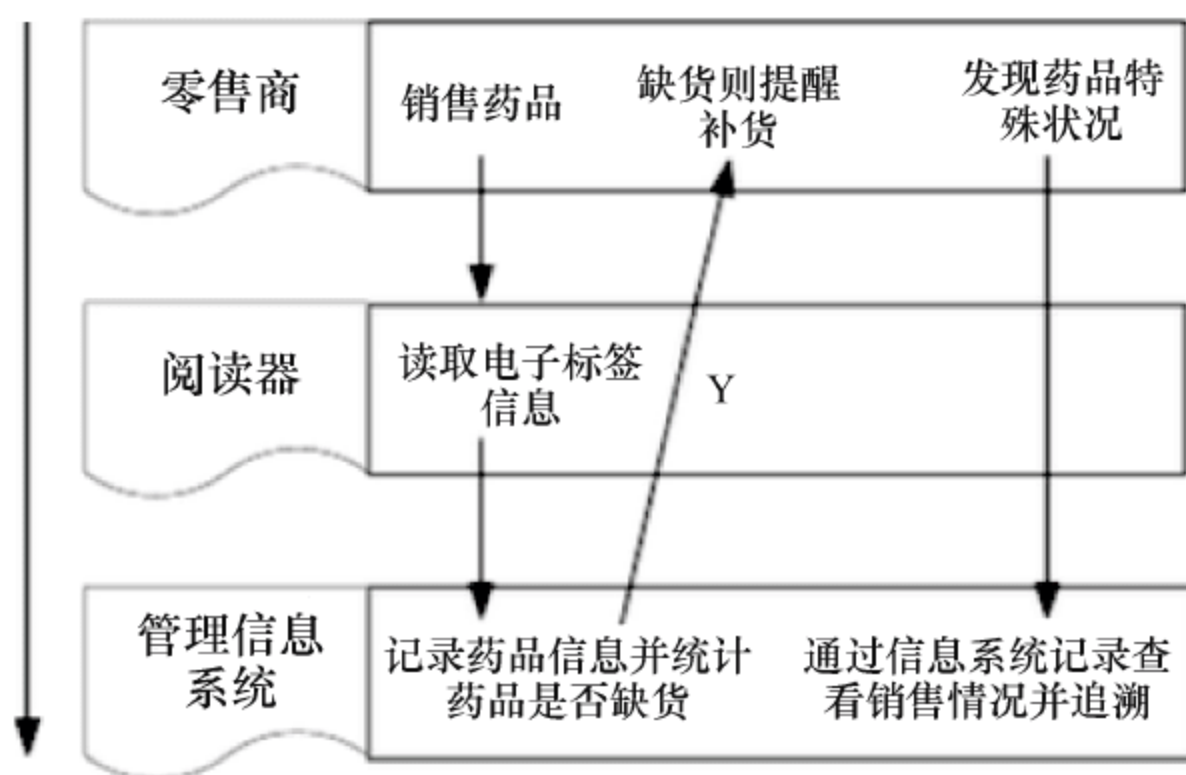 零售商
销售药品
缺货则提醒
补货
发现药品特
殊状况
阅读器
读取电子标签
信息
Y
管理信息
系统
记录药品信息并统计
药品是否缺货
通过信息系统记录查
看销售情况并追溯